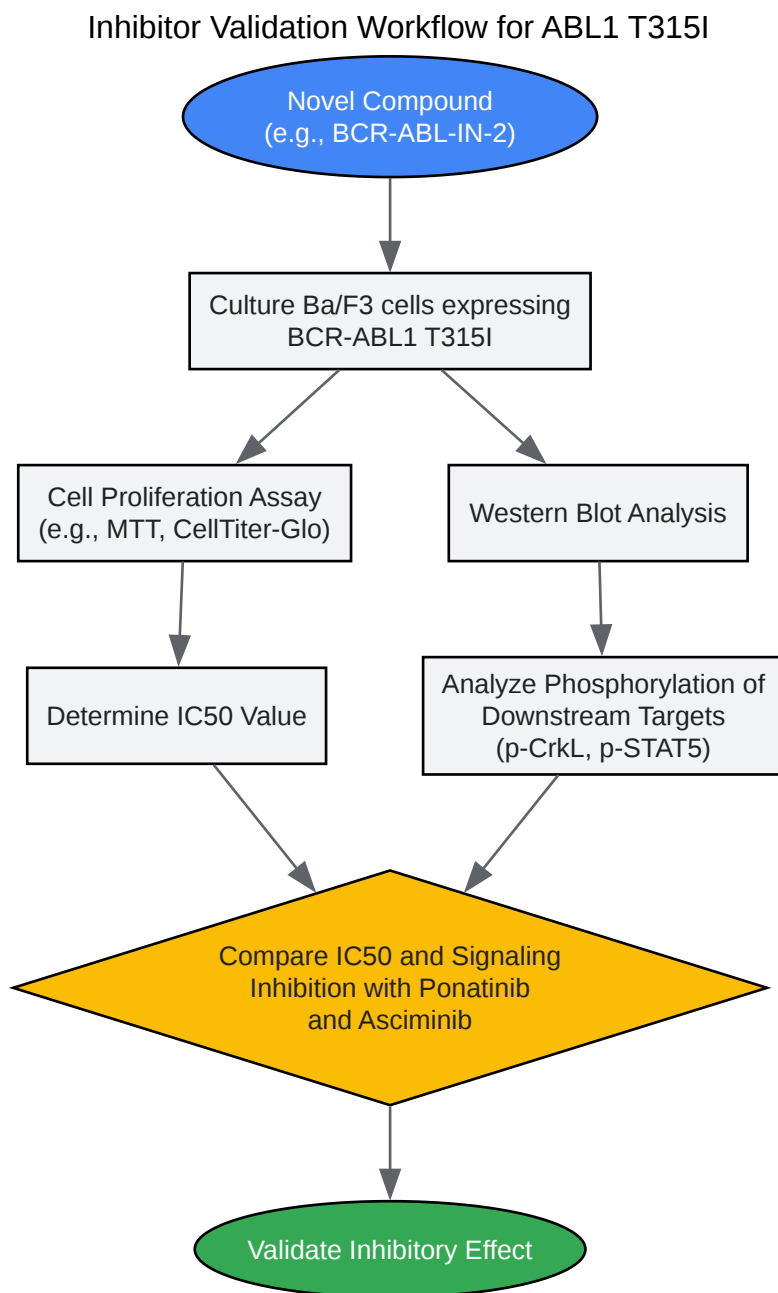 Inhibitor Validation Workflow for ABL1 T315I
Novel Compound
(e.g., BCR-ABL-IN-2)
Culture Ba/F3 cells expressing
BCR-ABL1 T315I
Cell Proliferation Assay
(e.g., MTT, CellTiter-Glo)
Western Blot Analysis
Determine IC50 Value
Analyze Phosphorylation of
Downstream Targets
(p-CrkL, p-STAT5)
Compare IC50 and Signaling
Inhibition with Ponatinib
and Asciminib
Validate Inhibitory Effect